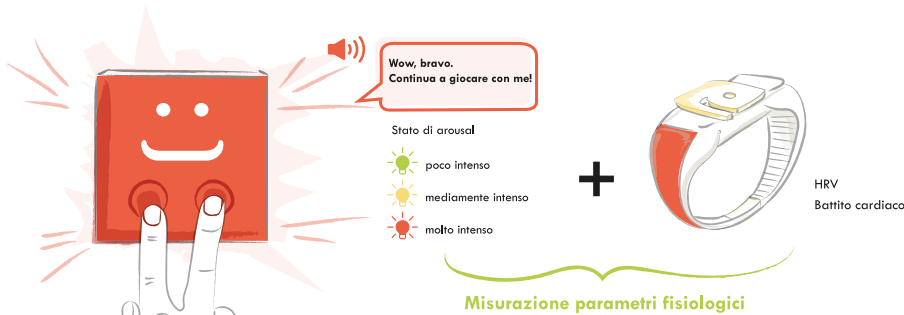 Wow, bravo.
Continua a giocare con me!
Stato di arousal
poco intenso
mediamente intenso
molto intenso
+
HRV
Battito cardiaco
Misurazione parametri fisiologici